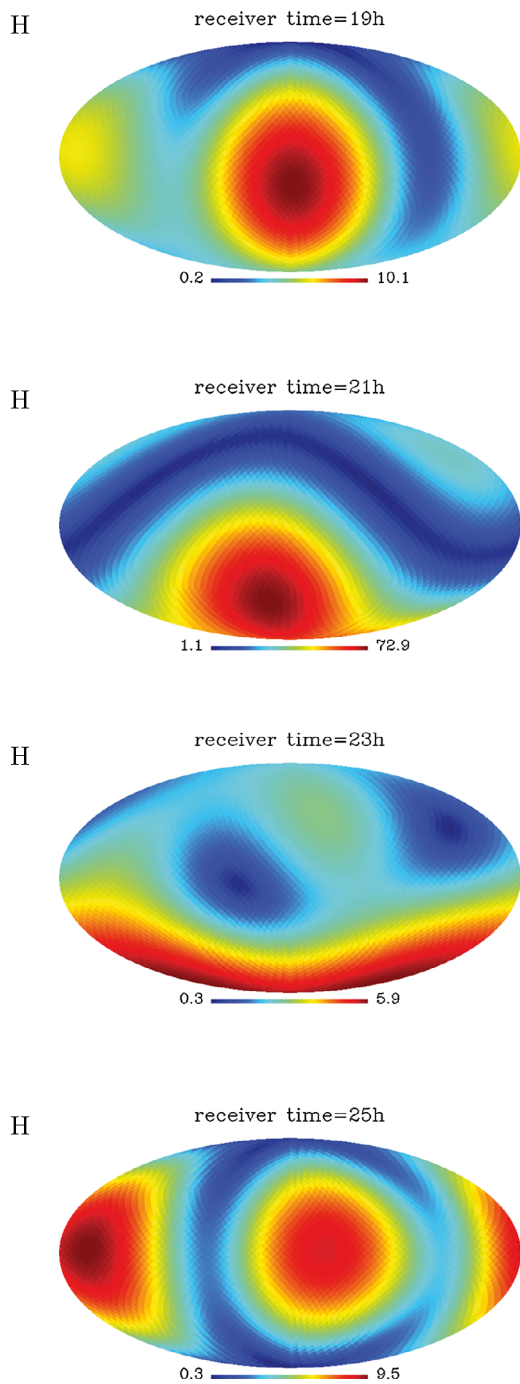 H
receiver time=19h
0.2 10.1
H
receiver time=21h
1.1 72.9
H
receiver time=23h
0.3 5.9
H
receiver time=25h
0.3 9.5